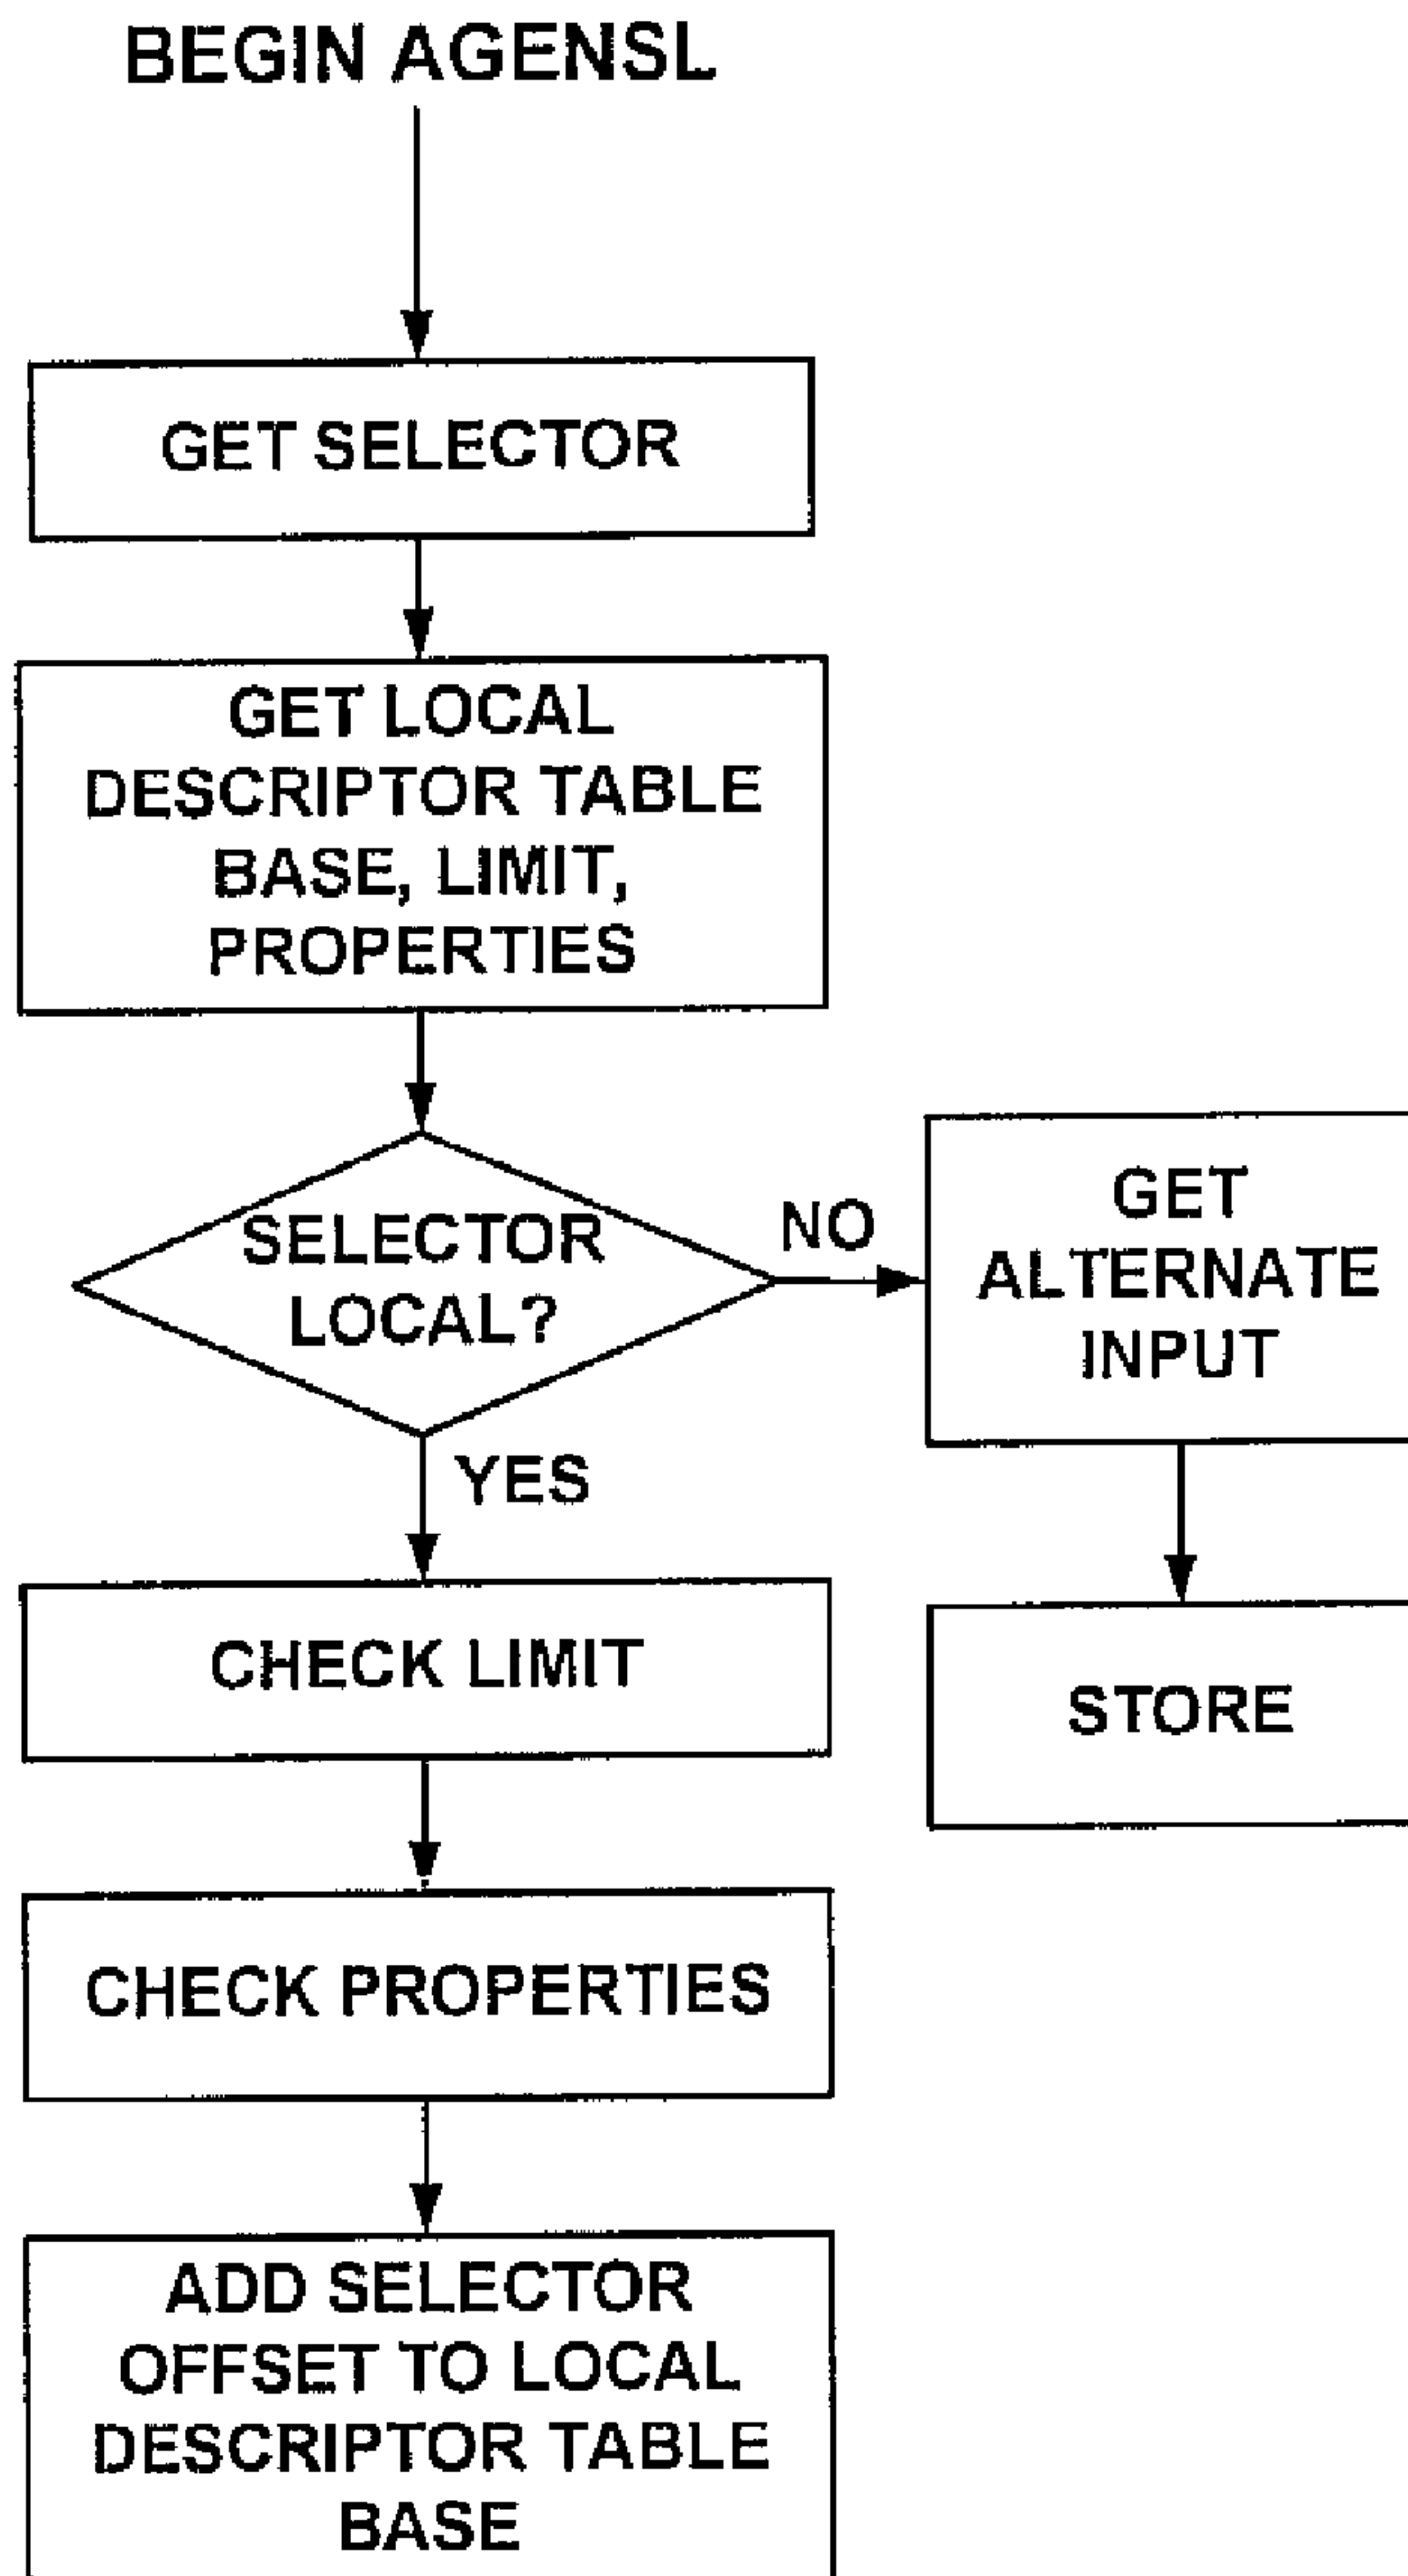 BEGIN AGENSL
GET SELECTOR
GET LOCAL
DESCRIPTOR TABLE
BASE, LIMIT,
PROPERTIES
SELECTOR
LOCAL?
NO
GET
ALTERNATE
INPUT
YES
CHECK LIMIT
STORE
CHECK PROPERTIES
ADD SELECTOR
OFFSET TO LOCAL
DESCRIPTOR TABLE
BASE